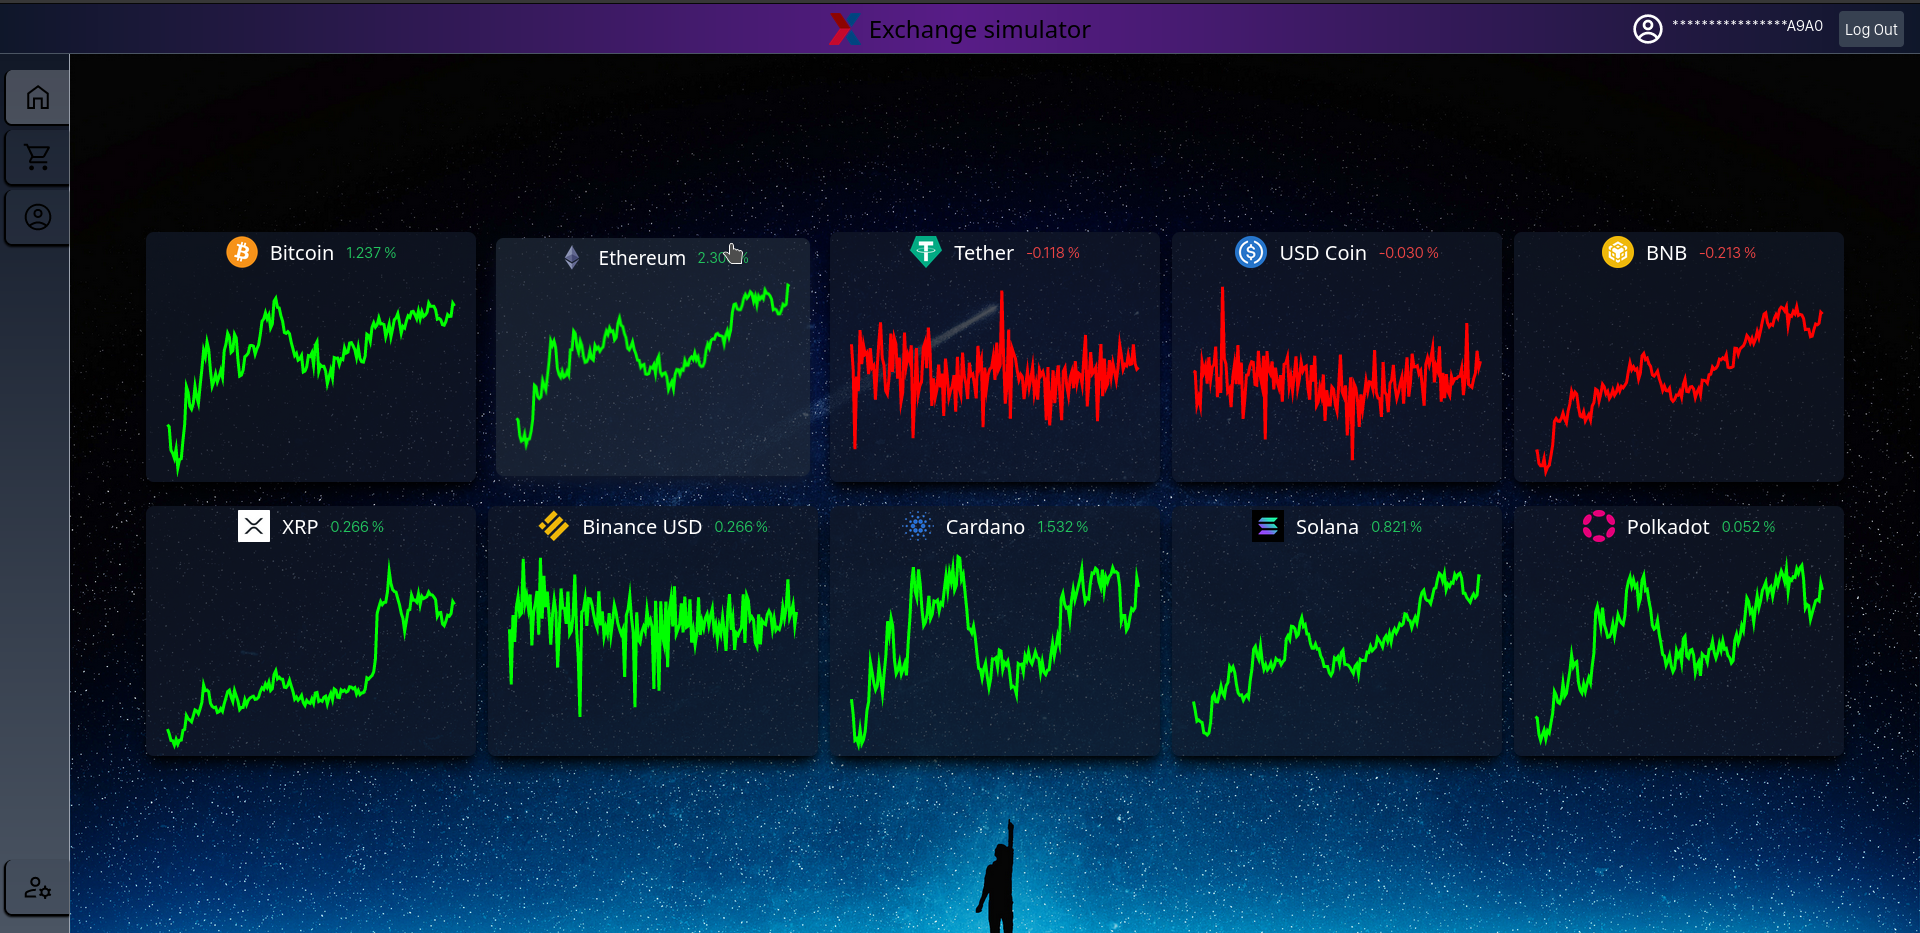 Exchange simulator
****************A9A0
Log Out
Bitcoin 1.237 %
Ethereum 2.30 %
Tether -0.118 %
USD Coin -0.030 %
BNB -0.213 %
XRP 0.266 %
Binance USD 0.266 %
Cardano 1.532 %
Solana 0.821 %
Polkadot 0.052 %